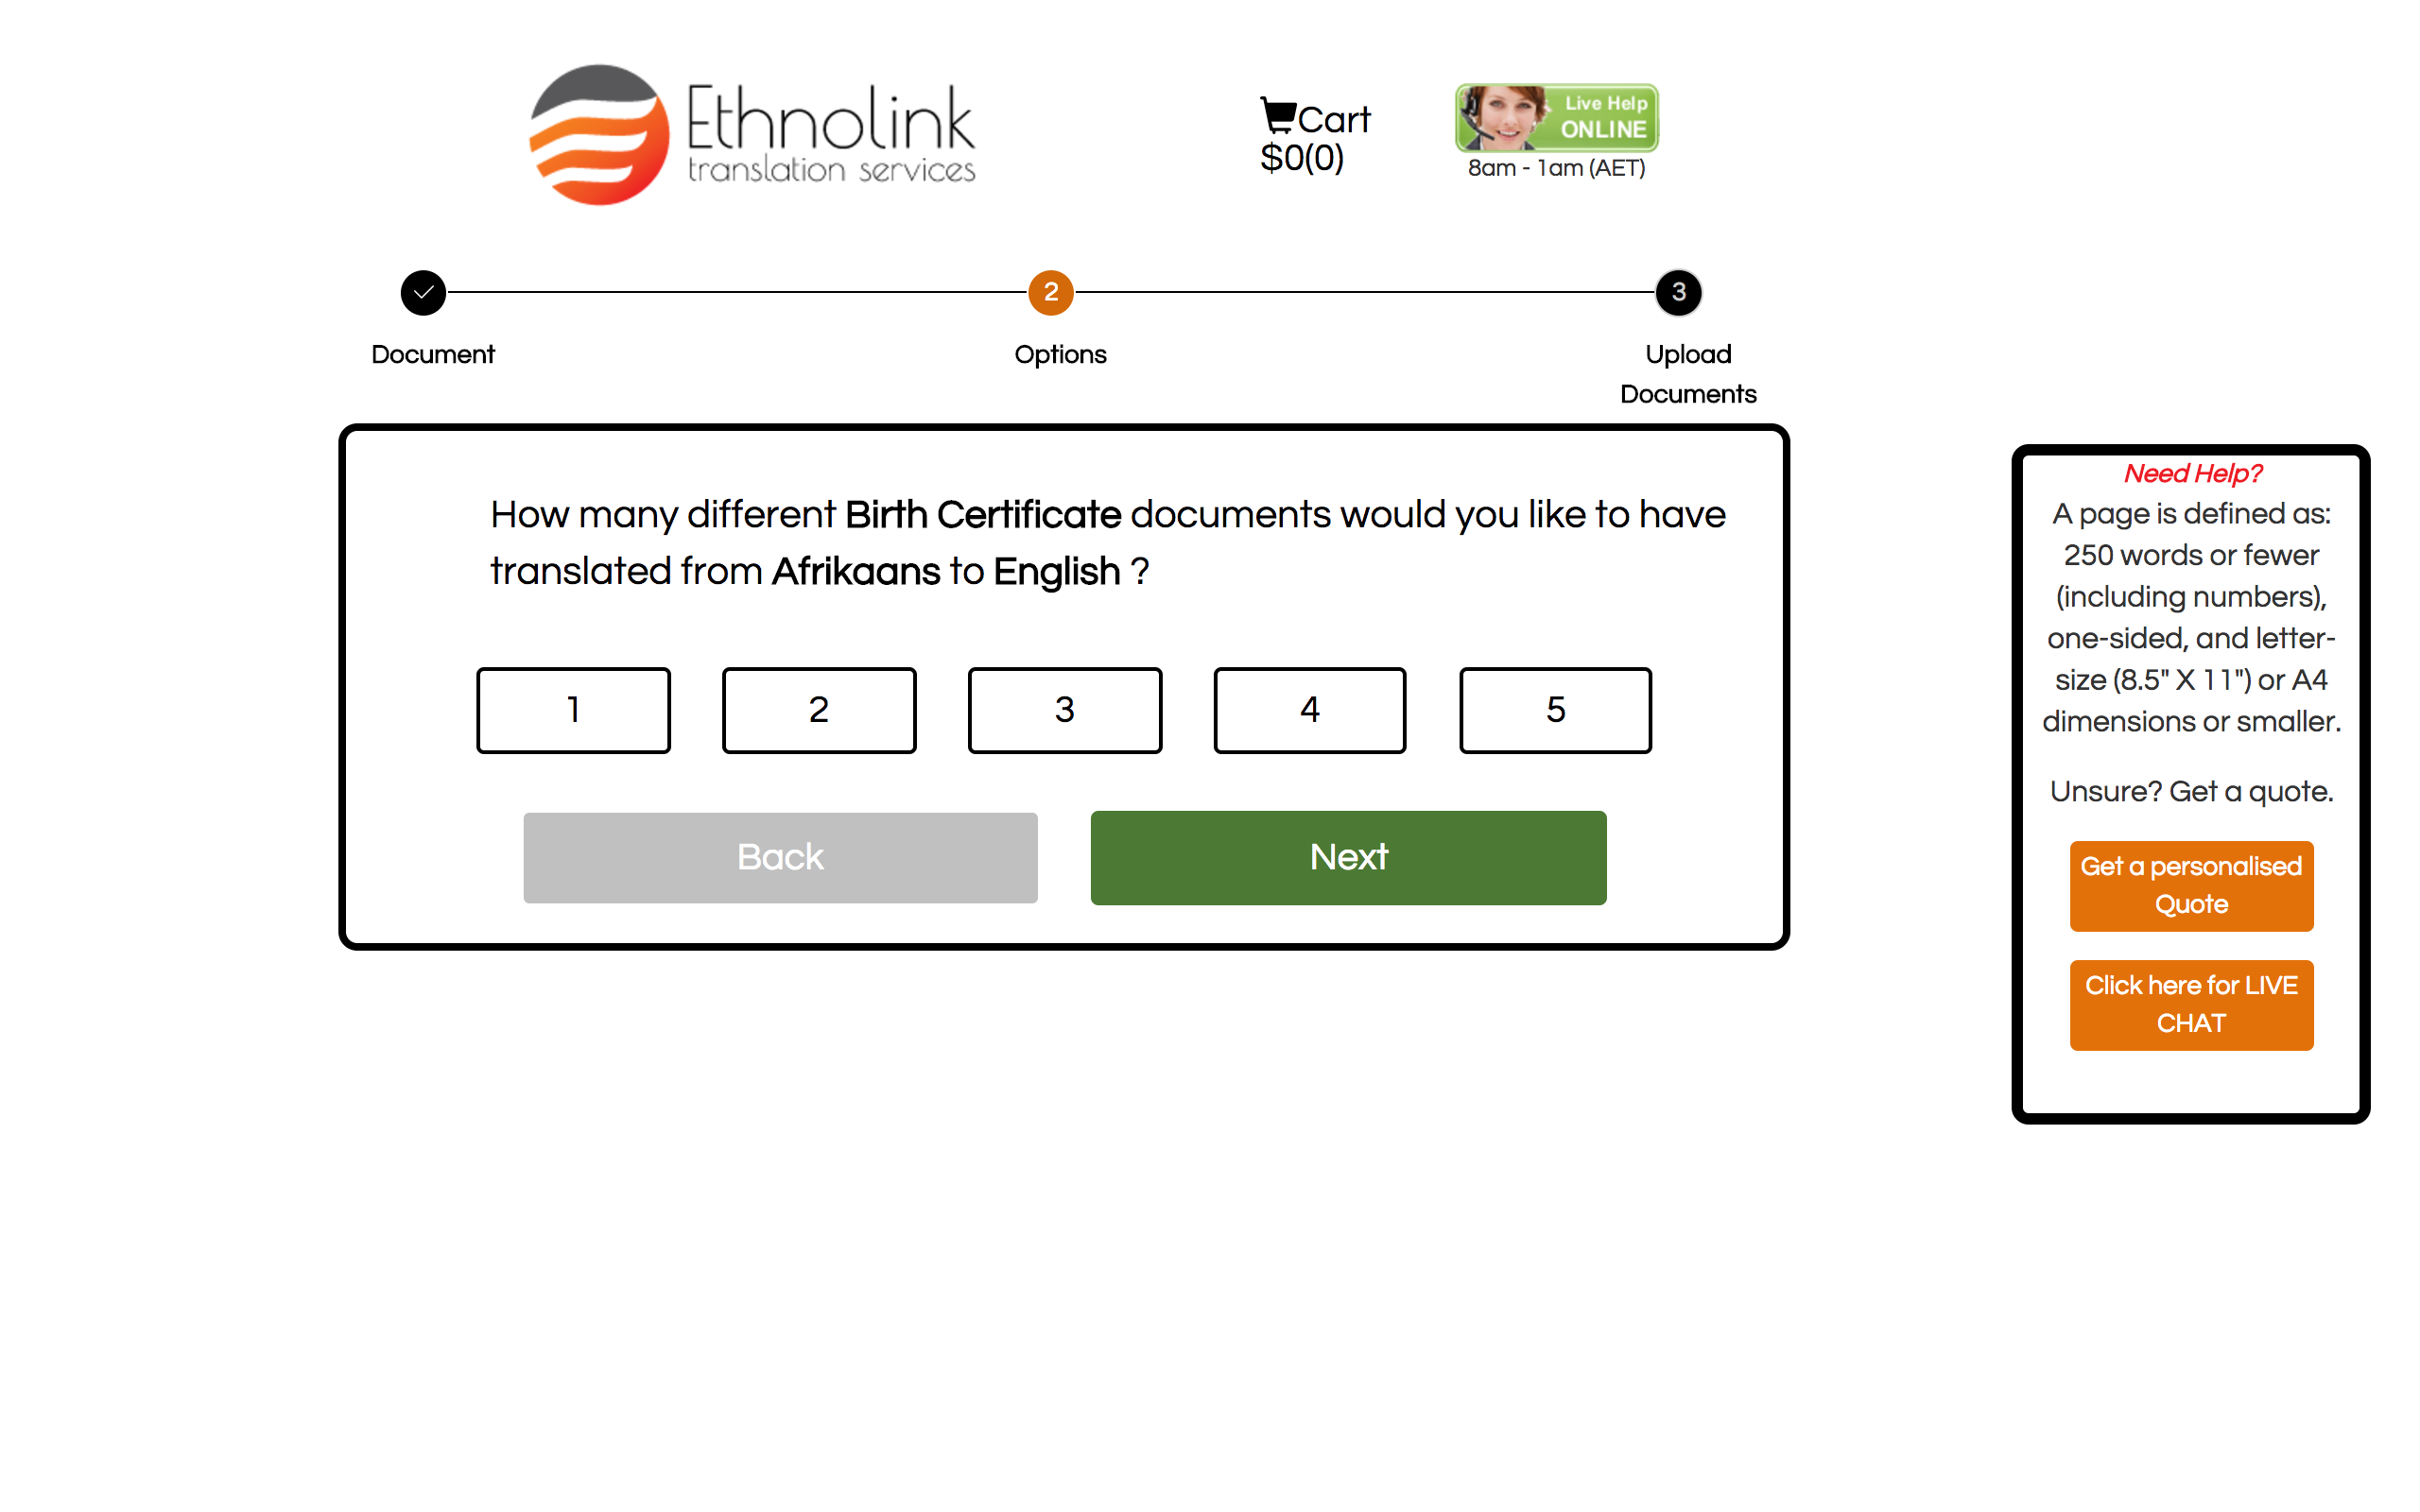 Ethnolink
translation services
Cart
$0(0)
Live Help
ONLINE
8am - 1am (AET)
2
3
Document
Options
Upload
Documents
How many different Birth Certificate documents would you like to have
translated from Afrikaans to English ?
1
2
3
4
5
Back
Next
Need Help?
A page is defined as:
250 words or fewer
(including numbers),
one-sided, and letter-
size (8.5" X 11") or A4
dimensions or smaller.
Unsure? Get a quote.
Get a personalised
Quote
Click here for LIVE
CHAT